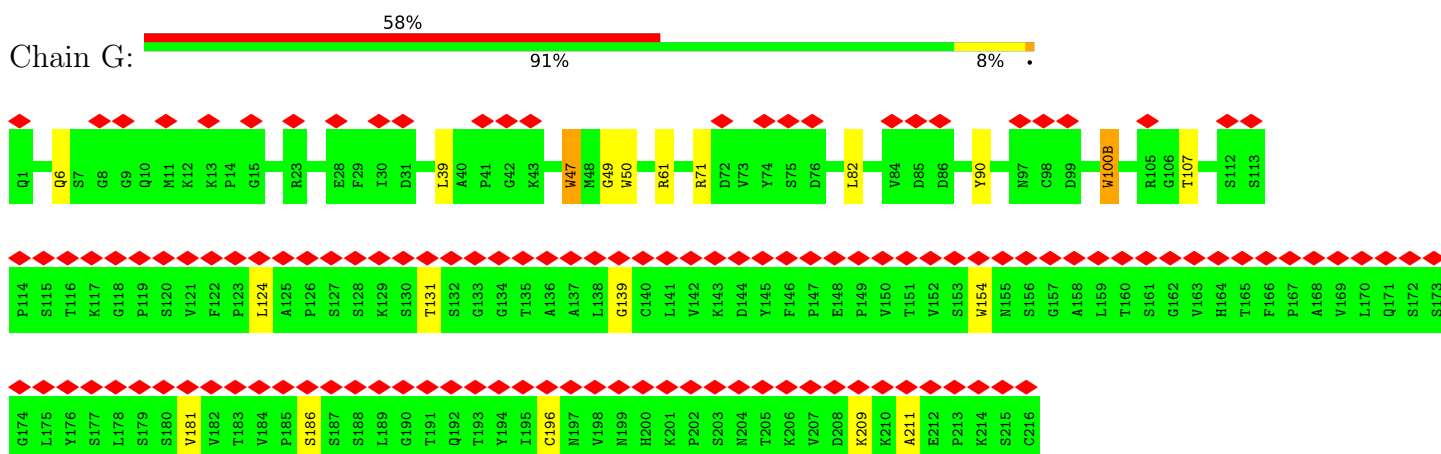 58%
Chain G:
91% 8% •
Q1 Q6 S7 G8 G9 Q10 M11 K12 K13 P14 G15 R23 E28 F29 I30 D31 L39 A40 P41 G42 K43 W47 M48 G49 W50 R61 R71 D72 V73 Y74 S75 D76 L82 V84 D85 D86 Y90 N97 C98 D99 W100B R105 G106 T107 S112 S113
P114 S115 T116 K117 G118 P119 S120 V121 F122 P123 L124 A125 P126 S127 S128 K129 S130 T131 S132 G133 G134 T135 A136 A137 L138 G139 C140 L141 V142 K143 D144 Y145 F146 P147 E148 P149 V150 T151 V152 S153 W154 N155 S156 G157 A158 L159 T160 S161 G162 V163 H164 T165 F166 P167 A168 V169 L170 Q171 S172 S173
G174 L175 Y176 S177 L178 S179 S180 V181 V182 T183 V184 P185 S186 S187 S188 L189 G190 T191 Q192 T193 Y194 I195 C196 N197 V198 N199 H200 K201 P202 S203 N204 T205 K206 V207 D208 K209 K210 A211 E212 P213 K214 S215 C216